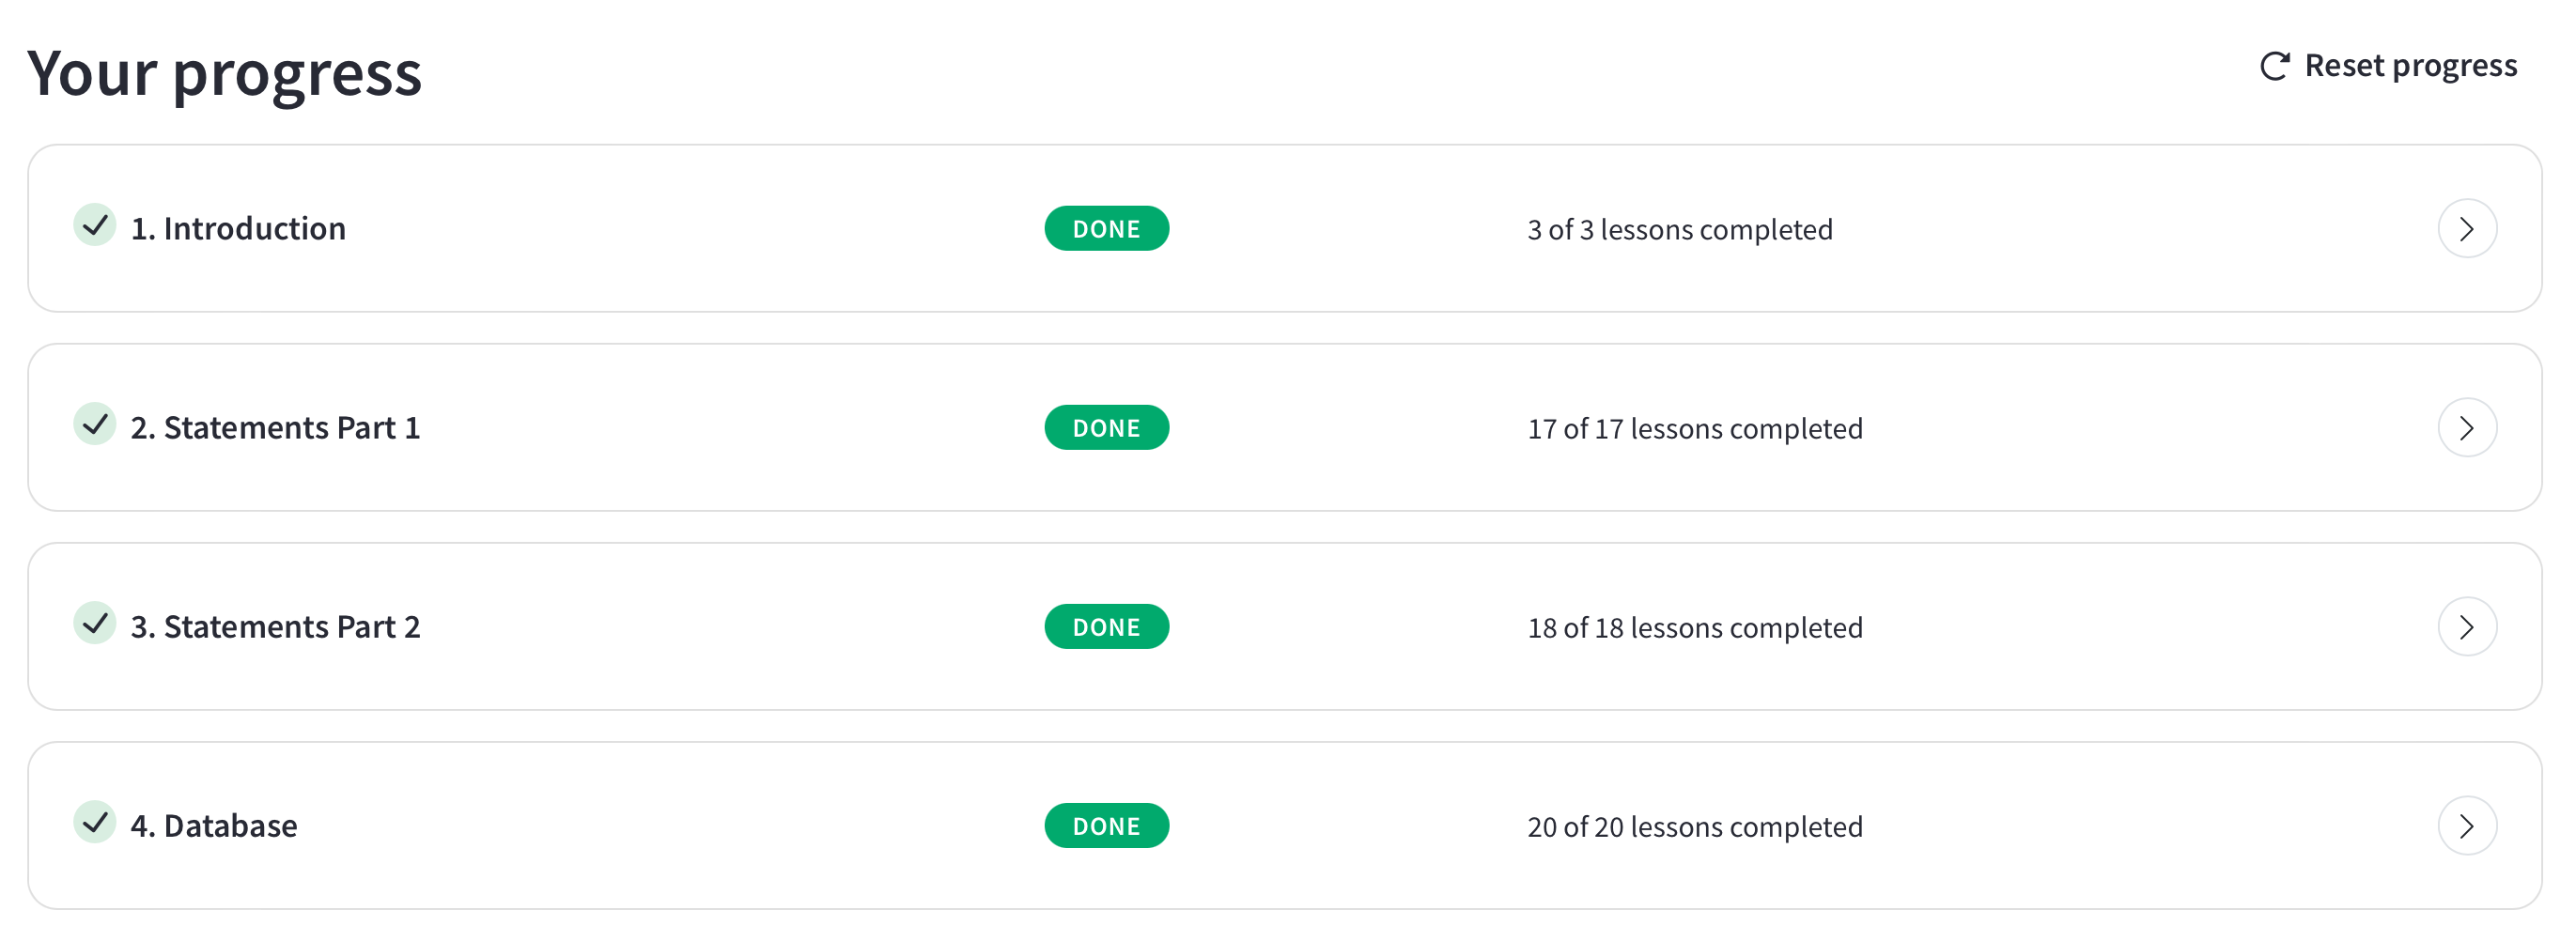 Your progress
Reset progress
1. Introduction
DONE
3 of 3 lessons completed
2. Statements Part 1
DONE
17 of 17 lessons completed
3. Statements Part 2
DONE
18 of 18 lessons completed
4. Database
DONE
20 of 20 lessons completed